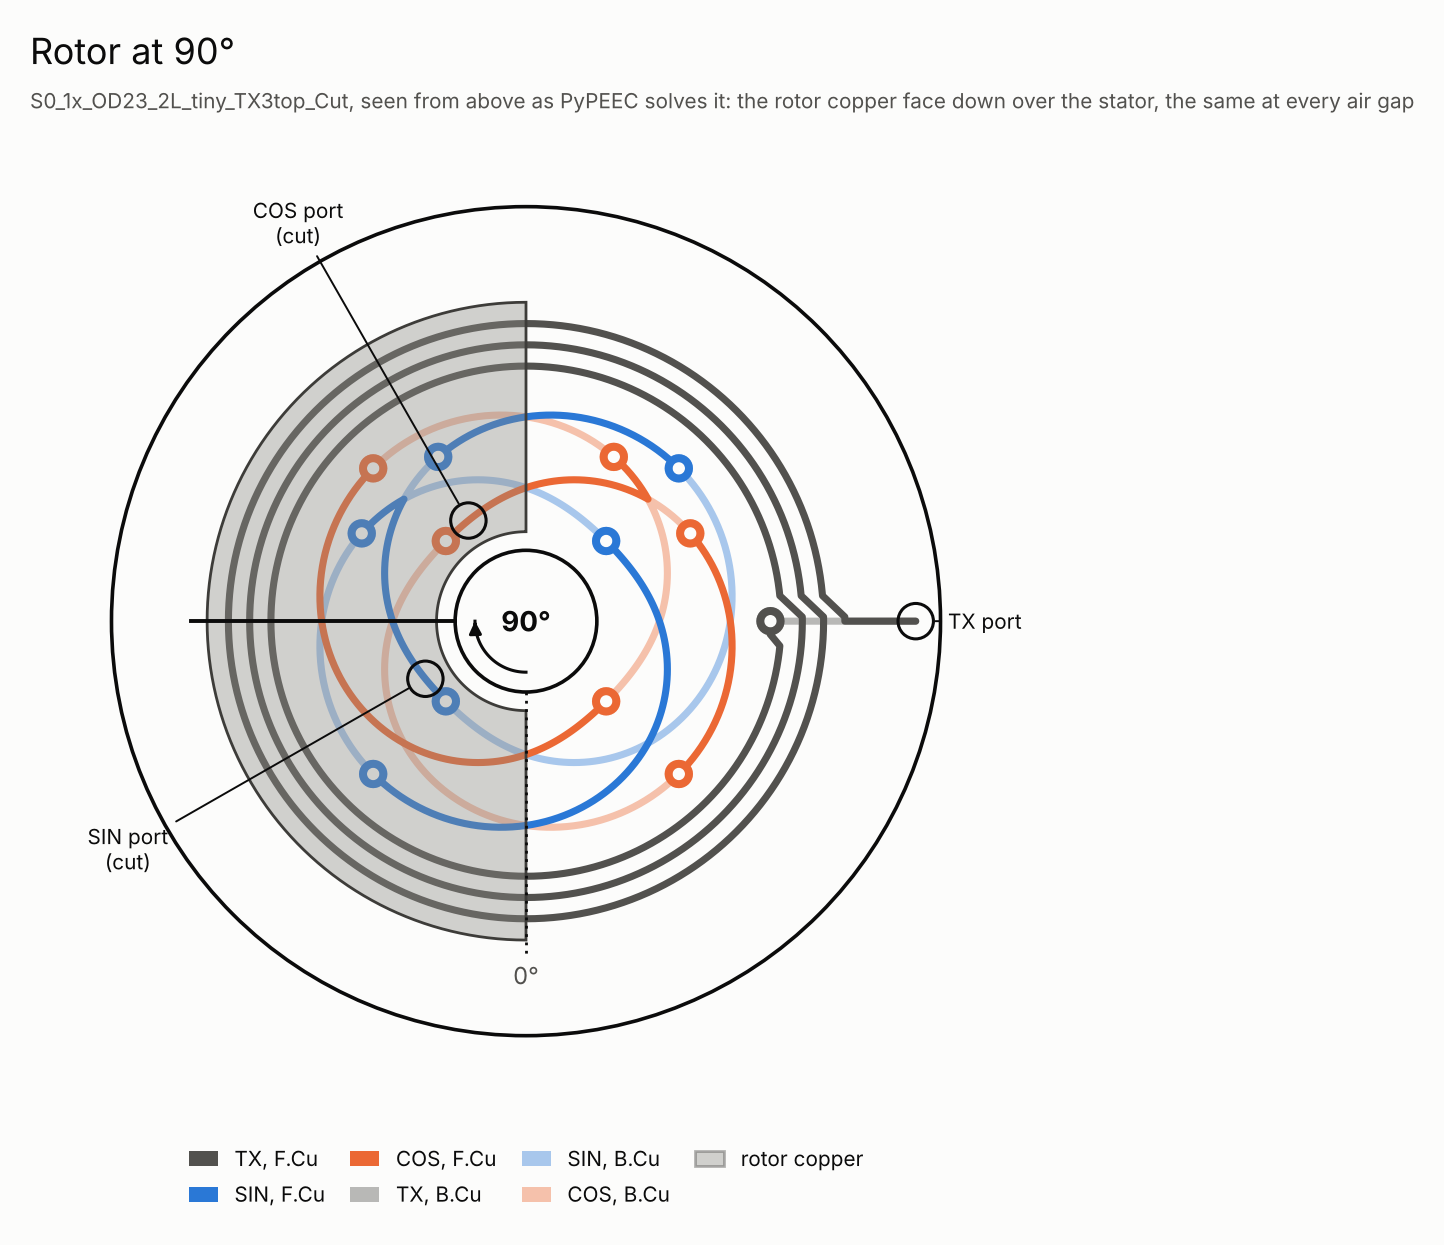 Rotor at 90°
S0_1x_OD23_2L_tiny_TX3top_Cut, seen from above as PyPEEC solves it: the rotor copper face down over the stator, the same at every air gap
COS port
(cut)
90°
TX port
SIN port
(cut)
0°
TX, F.Cu
COS, F.Cu
SIN, B.Cu
rotor copper
SIN, F.Cu
TX, B.Cu
COS, B.Cu